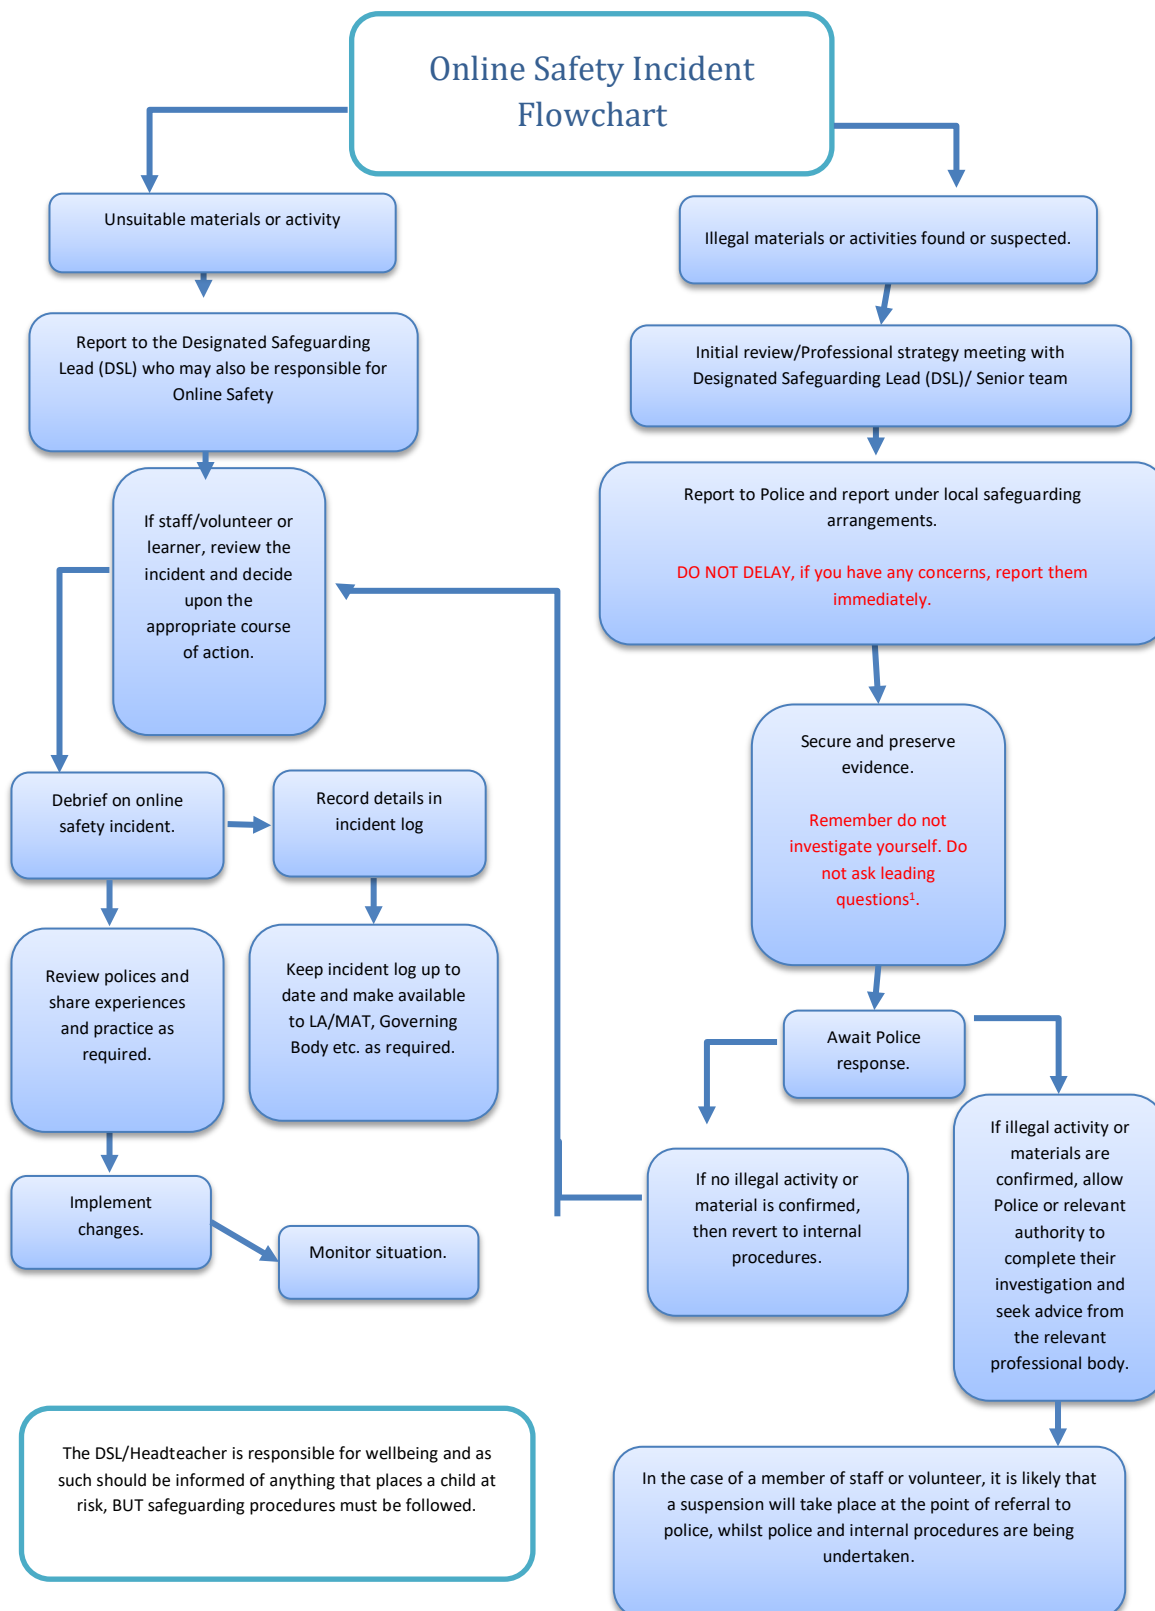 Online Safety Incident
Flowchart
Unsuitable materials or activity
Report to the Designated Safeguarding
Lead (DSL) who may also be responsible for
Online Safety
If staff/volunteer or
learner, review the
incident and decide
upon the
appropriate course
of action.
Debrief on online
safety incident.
Record details in
incident log
Review polices and
share experiences
and practice as
required.
Keep incident log up to
date and make available
to LA/MAT, Governing
Body etc. as required.
Implement
changes.
Monitor situation.
Illegal materials or activities found or suspected.
Initial review/Professional strategy meeting with
Designated Safeguarding Lead (DSL)/ Senior team
Report to Police and report under local safeguarding
arrangements.
DO NOT DELAY, if you have any concerns, report them
immediately.
Secure and preserve
evidence.
Remember do not
investigate yourself. Do
not ask leading
questions¹.
Await Police
response.
If no illegal activity or
material is confirmed,
then revert to internal
procedures.
If illegal activity or
materials are
confirmed, allow
Police or relevant
authority to
complete their
investigation and
seek advice from
the relevant
professional body.
In the case of a member of staff or volunteer, it is likely that
a suspension will take place at the point of referral to
police, whilst police and internal procedures are being
undertaken.
The DSL/Headteacher is responsible for wellbeing and as
such should be informed of anything that places a child at
risk, BUT safeguarding procedures must be followed.